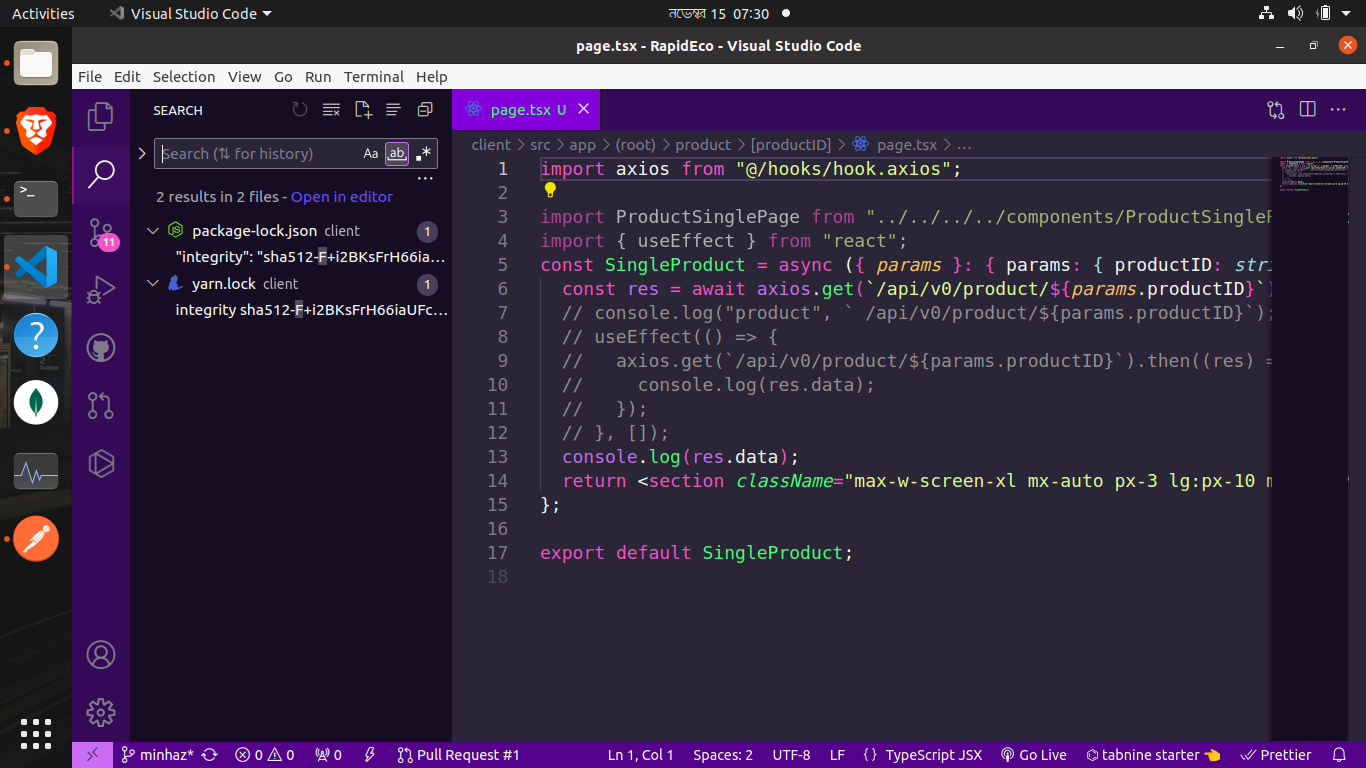 Activities Visual Studio Code নভেম্বর 15 07:30
page.tsx - RapidEco - Visual Studio Code
File Edit Selection View Go Run Terminal Help
SEARCH
Search (⇅ for history) Aa ab .*
2 results in 2 files - Open in editor
package-lock.json client 1
"integrity": "sha512-F+i2BKsFrH66ia…
yarn.lock client 1
integrity sha512-F+i2BKsFrH66iaUFc…
11
page.tsx U
client > src > app > (root) > product > [productID] > page.tsx > …
1 import axios from "@/hooks/hook.axios";
2
3 import ProductSinglePage from "../../../../components/ProductSingleP
4 import { useEffect } from "react";
5 const SingleProduct = async ({ params }: { params: { productID: stri
6 const res = await axios.get(`/api/v0/product/${params.productID}`)
7 // console.log("product", ` /api/v0/product/${params.productID}`);
8 // useEffect(() => {
9 //   axios.get(`/api/v0/product/${params.productID}`).then((res) =
10 //     console.log(res.data);
11 //   });
12 // }, []);
13 console.log(res.data);
14 return <section className="max-w-screen-xl mx-auto px-3 lg:px-10 m
15 };
16
17 export default SingleProduct;
18
minhaz* 0 0 0 Pull Request #1 Ln 1, Col 1 Spaces: 2 UTF-8 LF {} TypeScript JSX Go Live tabnine starter 👈 Prettier